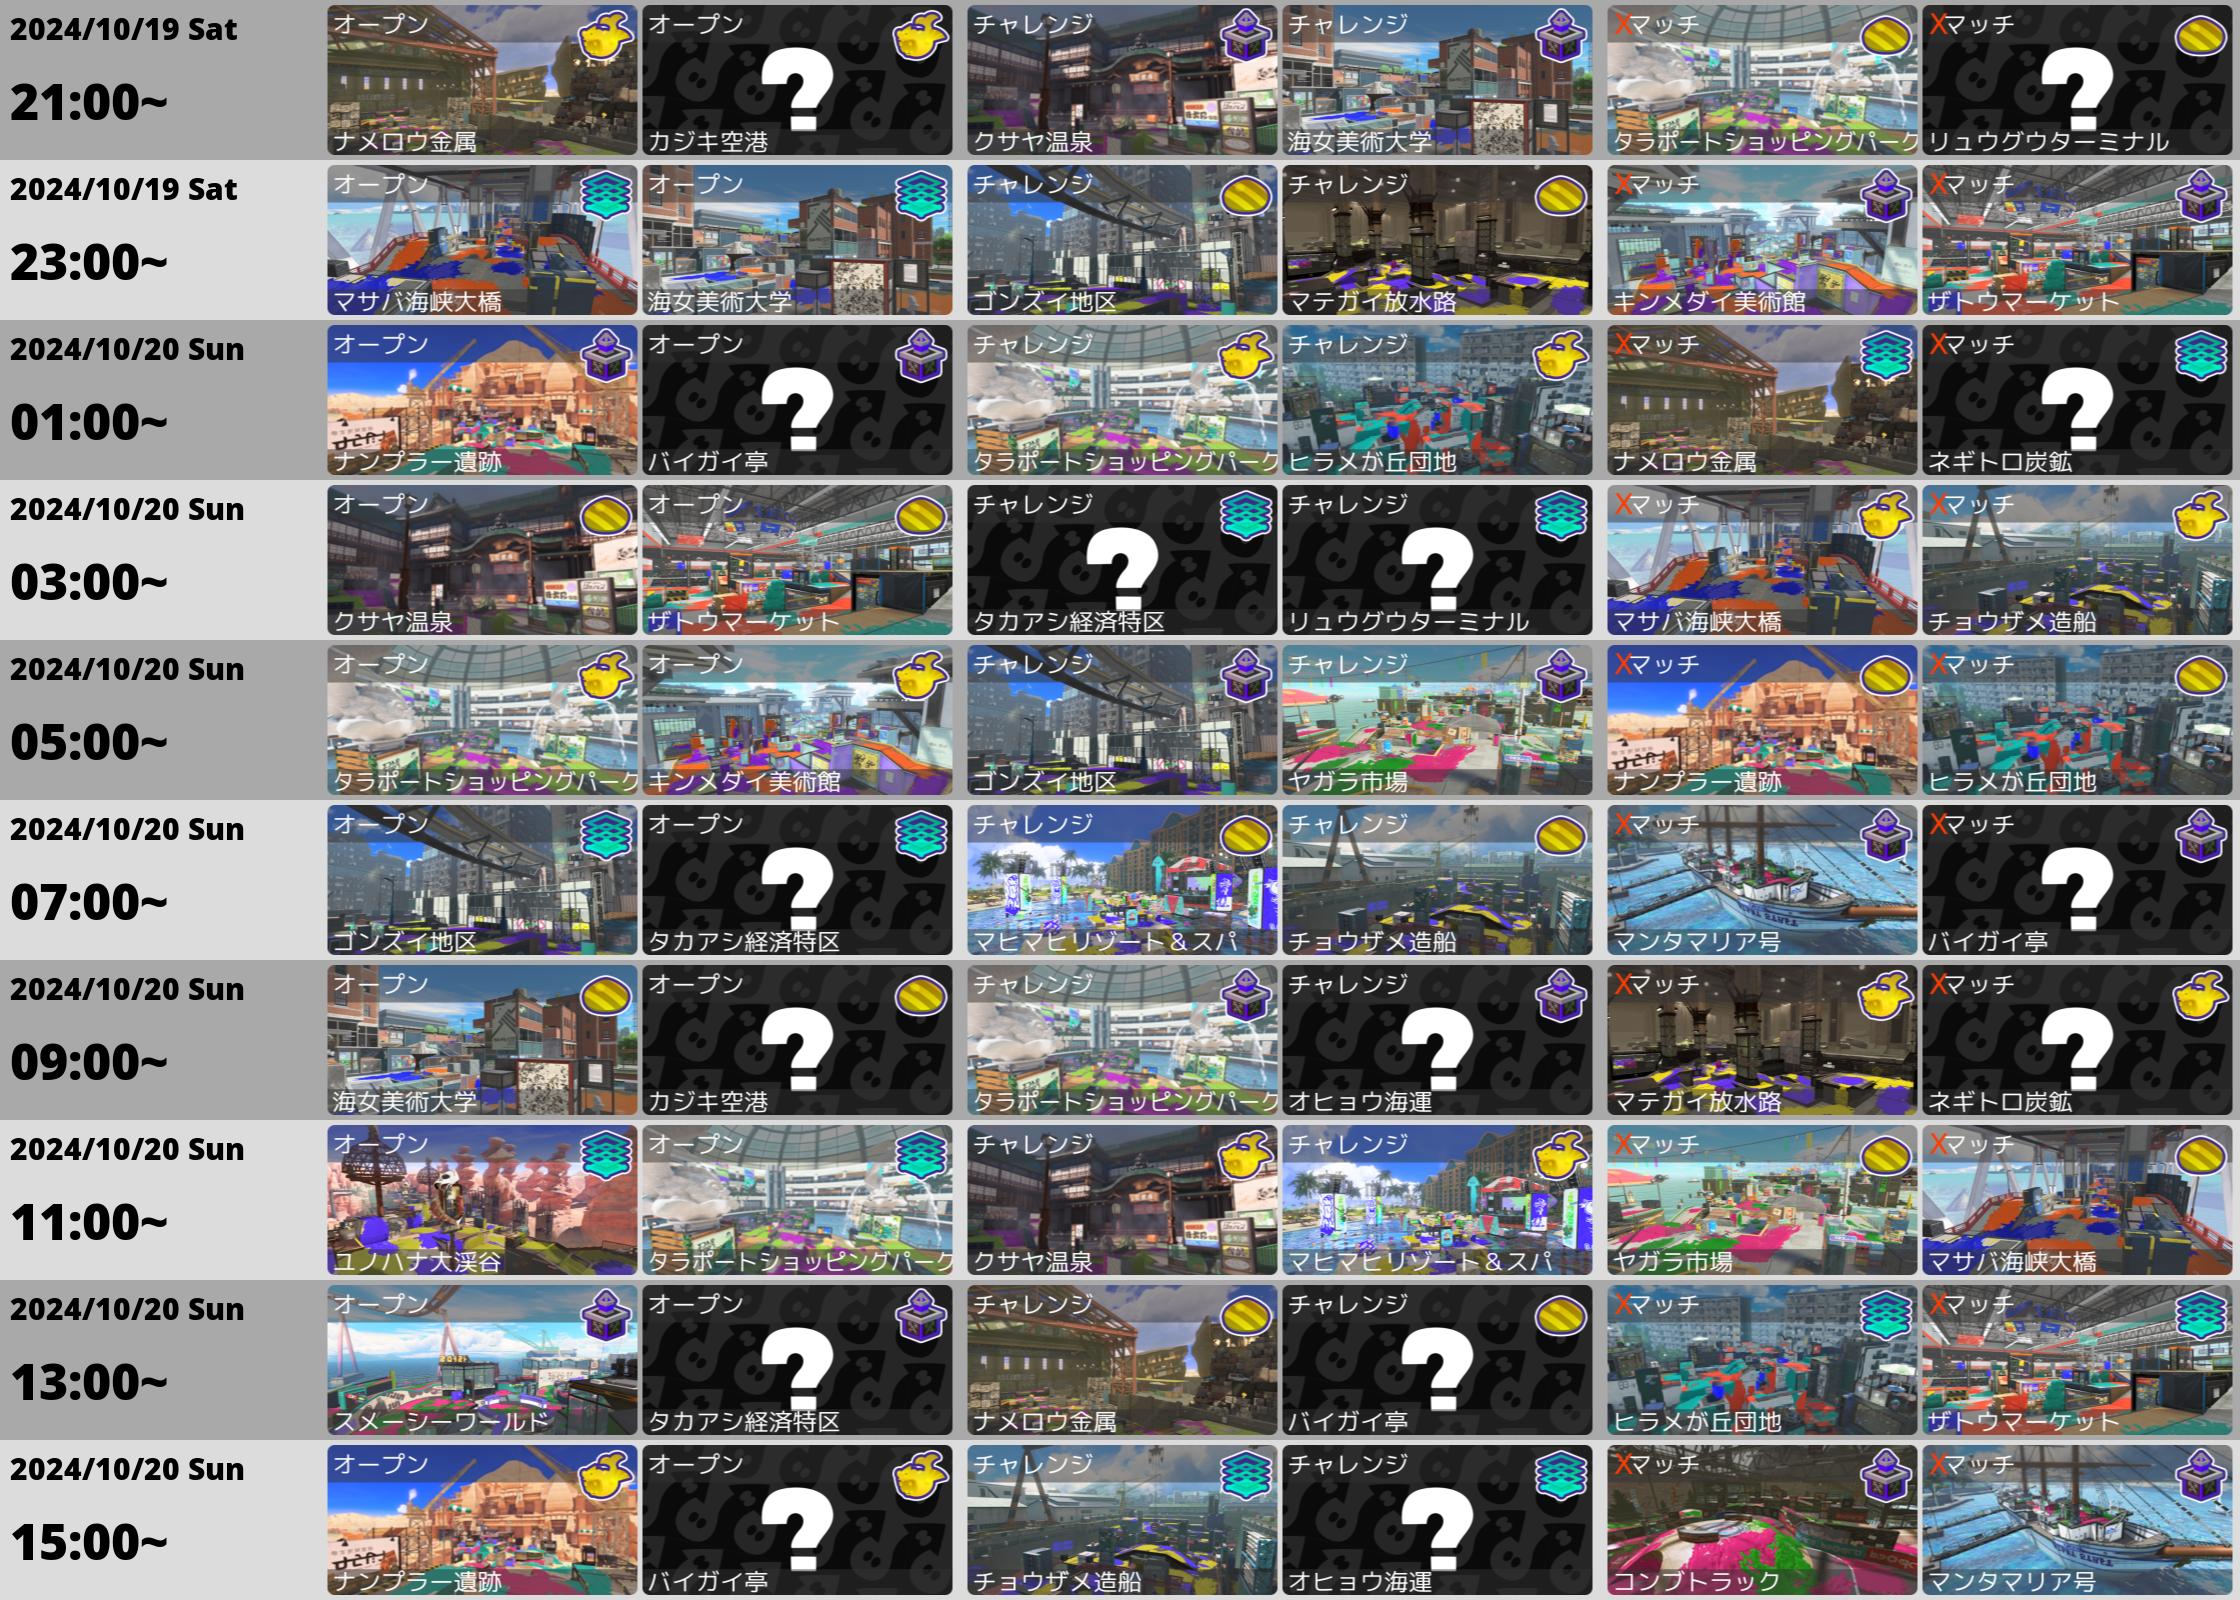 2024/10/19 Sat
21:00~
オープン
ナメロウ金属
オープン
カジキ空港
チャレンジ
クサヤ温泉
チャレンジ
海女美術大学
Xマッチ
タラポートショッピングパーク
Xマッチ
リュウグウターミナル
2024/10/19 Sat
23:00~
オープン
マサバ海峡大橋
オープン
海女美術大学
チャレンジ
ゴンズイ地区
チャレンジ
マテガイ放水路
Xマッチ
キンメダイ美術館
Xマッチ
ザトウマーケット
2024/10/20 Sun
01:00~
オープン
ナンプラー遺跡
オープン
バイガイ亭
チャレンジ
タラポートショッピングパーク
チャレンジ
ヒラメが丘団地
Xマッチ
ナメロウ金属
Xマッチ
ネギトロ炭鉱
2024/10/20 Sun
03:00~
オープン
クサヤ温泉
オープン
ザトウマーケット
チャレンジ
タカアシ経済特区
チャレンジ
リュウグウターミナル
Xマッチ
マサバ海峡大橋
Xマッチ
チョウザメ造船
2024/10/20 Sun
05:00~
オープン
タラポートショッピングパーク
オープン
キンメダイ美術館
チャレンジ
ゴンズイ地区
チャレンジ
ヤガラ市場
Xマッチ
ナンプラー遺跡
Xマッチ
ヒラメが丘団地
2024/10/20 Sun
07:00~
オープン
ゴンズイ地区
オープン
タカアシ経済特区
チャレンジ
マヒマヒリゾート＆スパ
チャレンジ
チョウザメ造船
Xマッチ
マンタマリア号
Xマッチ
バイガイ亭
2024/10/20 Sun
09:00~
オープン
海女美術大学
オープン
カジキ空港
チャレンジ
タラポートショッピングパーク
チャレンジ
オヒョウ海運
Xマッチ
マテガイ放水路
Xマッチ
ネギトロ炭鉱
2024/10/20 Sun
11:00~
オープン
ユノハナ大渓谷
オープン
タラポートショッピングパーク
チャレンジ
クサヤ温泉
チャレンジ
マヒマヒリゾート＆スパ
Xマッチ
ヤガラ市場
Xマッチ
マサバ海峡大橋
2024/10/20 Sun
13:00~
オープン
スメーシーワールド
オープン
タカアシ経済特区
チャレンジ
ナメロウ金属
チャレンジ
バイガイ亭
Xマッチ
ヒラメが丘団地
Xマッチ
ザトウマーケット
2024/10/20 Sun
15:00~
オープン
ナンプラー遺跡
オープン
バイガイ亭
チャレンジ
チョウザメ造船
チャレンジ
オヒョウ海運
Xマッチ
コンブトラック
Xマッチ
マンタマリア号